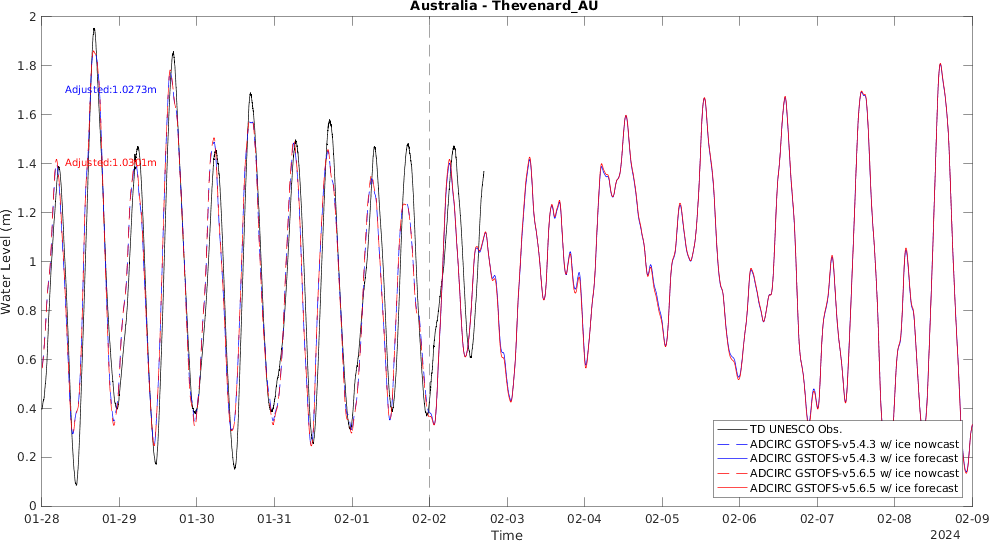 Australia - Thevenard_AU
2
1.8
1.6
1.4
1.2
1
0.8
0.6
0.4
0.2
0
Water Level (m)
Adjusted:1.0273m
Adjusted:1.0301m
TD UNESCO Obs.
ADCIRC GSTOFS-v5.4.3 w/ ice nowcast
ADCIRC GSTOFS-v5.4.3 w/ ice forecast
ADCIRC GSTOFS-v5.6.5 w/ ice nowcast
ADCIRC GSTOFS-v5.6.5 w/ ice forecast
01-28 01-29 01-30 01-31 02-01 02-02 02-03 02-04 02-05 02-06 02-07 02-08 02-09
Time
2024